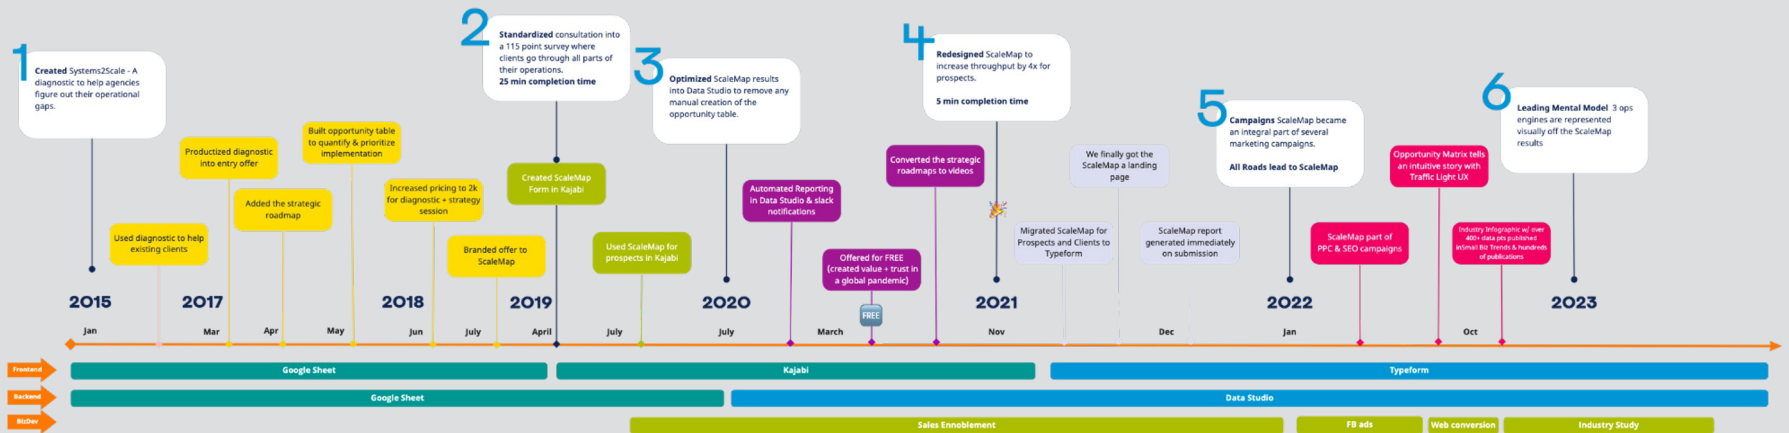 1
Created Systems2Scale - A
diagnostic to help agencies
figure out their operational
gaps.
2
Standardized consultation into
a 115 point survey where
clients go through all parts of
their operations.
25 min completion time
3
Optimized ScaleMap results
into Data Studio to remove any
manual creation of the
opportunity table.
4
Redesigned ScaleMap to
increase throughput by 4x for
prospects.
5 min completion time
5
Campaigns ScaleMap became
an integral part of several
marketing campaigns.
All Roads lead to ScaleMap
6
Leading Mental Model 3 ops
engines are represented
visually off the ScaleMap
results
Used diagnostic to help
existing clients
Productized diagnostic
into entry offer
Added the strategic
roadmap
Built opportunity table
to quantify & prioritize
implementation
Increased pricing to 2k
for diagnostic + strategy
session
Branded offer to
ScaleMap
Created ScaleMap
Form in Kajabi
Used ScaleMap for
prospects in Kajabi
Automated Reporting
in Data Studio & slack
notifications
Offered for FREE
(created value + trust in
a global pandemic)
FREE
Converted the strategic
roadmaps to videos
Migrated ScaleMap for
Prospects and Clients to
Typeform
We finally got the
ScaleMap a landing
page
ScaleMap report
generated immediately
on submission
ScaleMap part of
PPC & SEO campaigns
Opportunity Matrix tells
an intuitive story with
Traffic Light UX
Industry Infographic w/ over
400+ data pts published
inSmall Biz Trends & hundreds
of publications
2015 2017 2018 2019 2020 2021 2022 2023
Jan Mar Apr May Jun July April July July March Nov Dec Jan Oct
Frontend Google Sheet Kajabi Typeform
Backend Google Sheet Data Studio
BizDev Sales Ennoblement FB ads Web conversion Industry Study